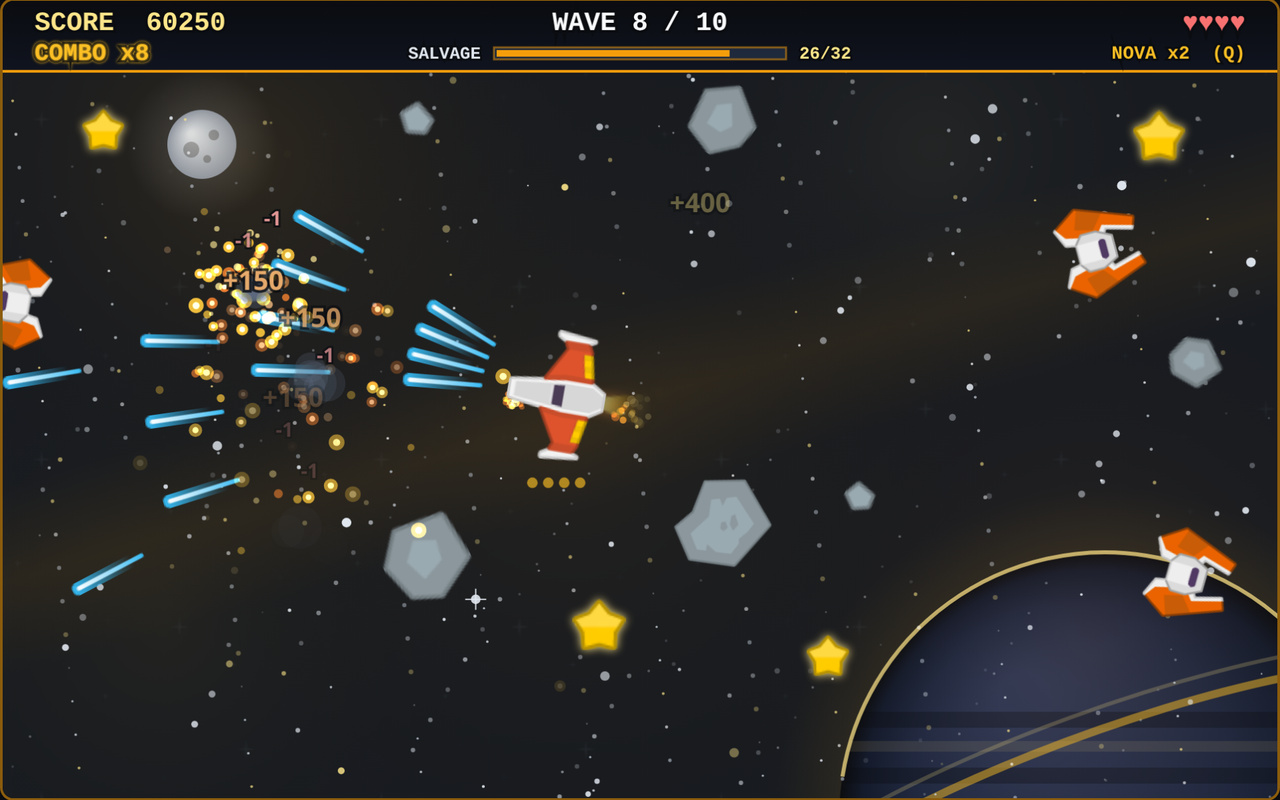 SCORE 60250
WAVE 8 / 10
♥♥♥♥
COMBO x8
SALVAGE 26/32
NOVA x2 (Q)
+400
-1
-1
+150
+150
-1
+150
-1
-1